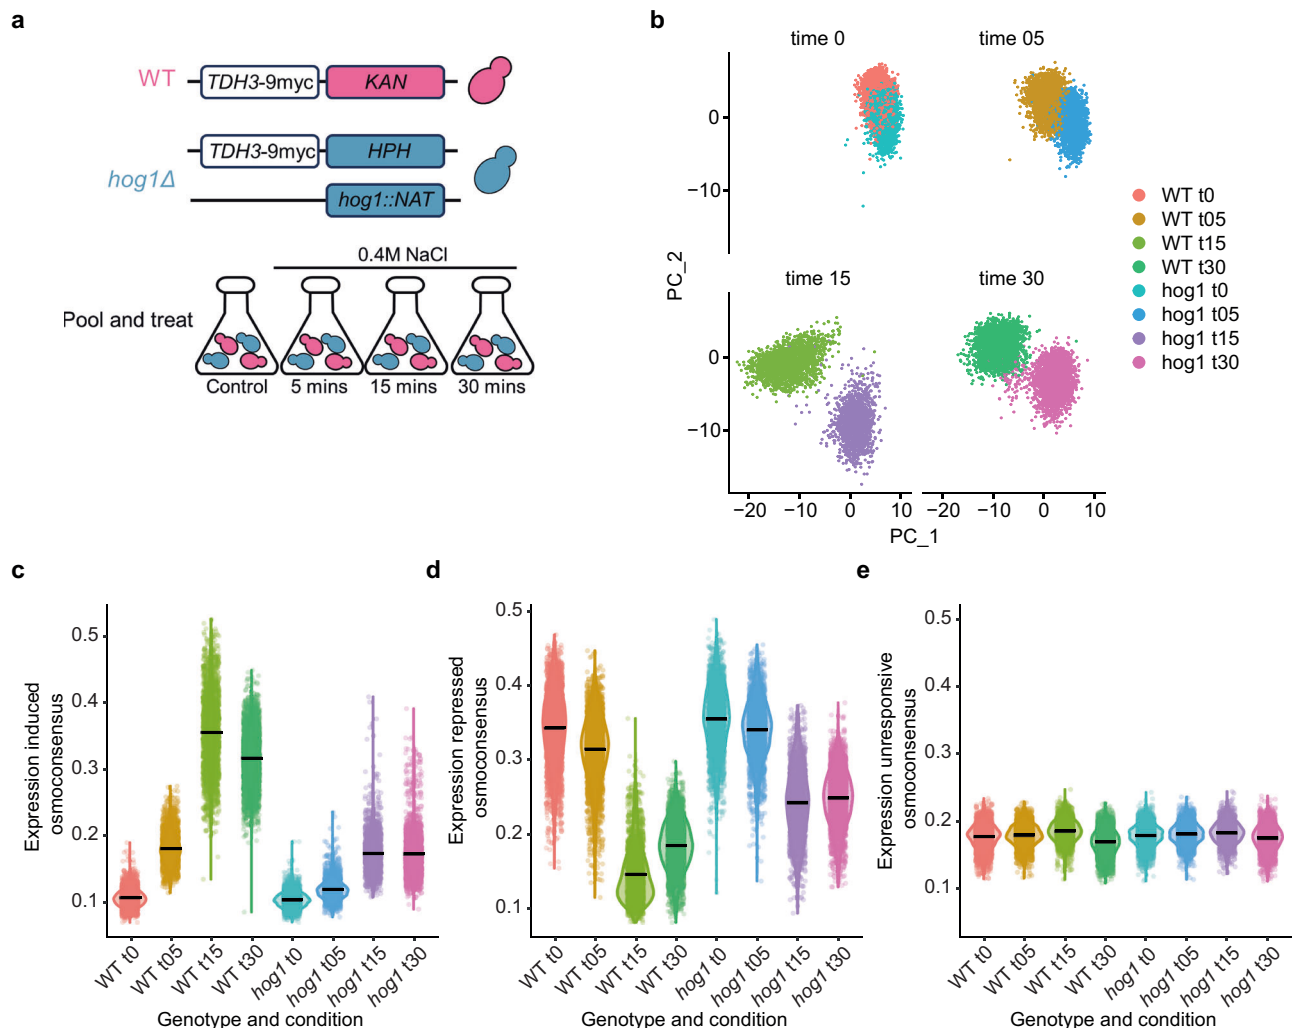 a
WT
TDH3-9myc
KAN
hog1Δ
TDH3-9myc
HPH
hog1::NAT
0.4M NaCl
Pool and treat
Control
5 mins
15 mins
30 mins
b
time 0
time 05
0
−10
time 15
time 30
0
−10
−20
−10
0
10
−20
−10
0
10
PC_2
PC_1
WT t0
WT t05
WT t15
WT t30
hog1 t0
hog1 t05
hog1 t15
hog1 t30
c
Expression induced
osmoconsensus
0.5
0.4
0.3
0.2
0.1
WT t0
WT t05
WT t15
WT t30
hog1 t0
hog1 t05
hog1 t15
hog1 t30
Genotype and condition
d
Expression repressed
osmoconsensus
0.5
0.4
0.3
0.2
0.1
WT t0
WT t05
WT t15
WT t30
hog1 t0
hog1 t05
hog1 t15
hog1 t30
Genotype and condition
e
Expression unresponsive
osmoconsensus
0.5
0.4
0.3
0.2
0.1
WT t0
WT t05
WT t15
WT t30
hog1 t0
hog1 t05
hog1 t15
hog1 t30
Genotype and condition